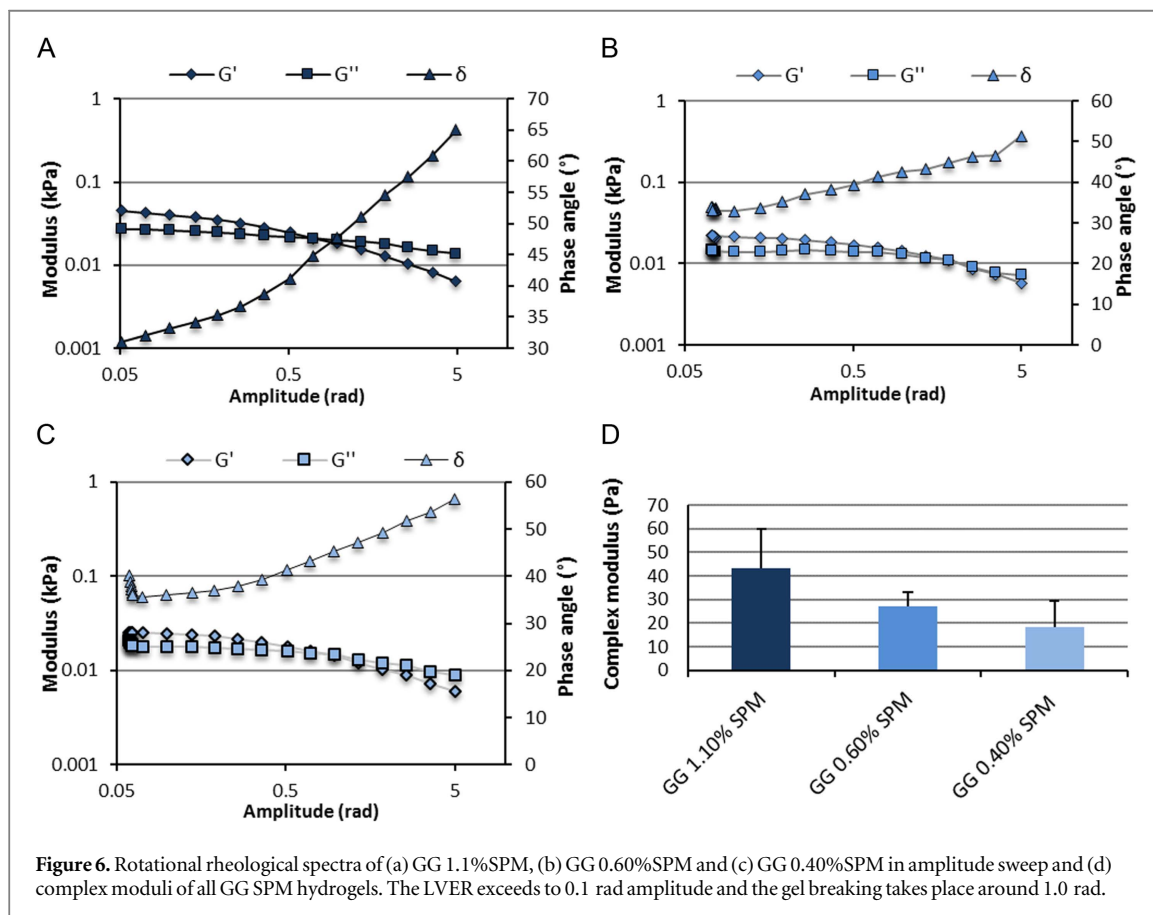 A
G' G'' δ
Modulus (kPa)
1
0.1
0.01
0.001
70
65
60
55
50
45
40
35
30
Phase angle (°)
0.05 0.5 5
Amplitude (rad)
B
G' G'' δ
Modulus (kPa)
1
0.1
0.01
0.001
60
50
40
30
20
10
0
Phase angle (°)
0.05 0.5 5
Amplitude (rad)
C
G' G'' δ
Modulus (kPa)
1
0.1
0.01
0.001
60
50
40
30
20
10
0
Phase angle (°)
0.05 0.5 5
Amplitude (rad)
D
Complex modulus (Pa)
70
60
50
40
30
20
10
0
GG 1.10% SPM
GG 0.60% SPM
GG 0.40% SPM
Figure 6. Rotational rheological spectra of (a) GG 1.1%SPM, (b) GG 0.60%SPM and (c) GG 0.40%SPM in amplitude sweep and (d)
complex moduli of all GG SPM hydrogels. The LVER exceeds to 0.1 rad amplitude and the gel breaking takes place around 1.0 rad.